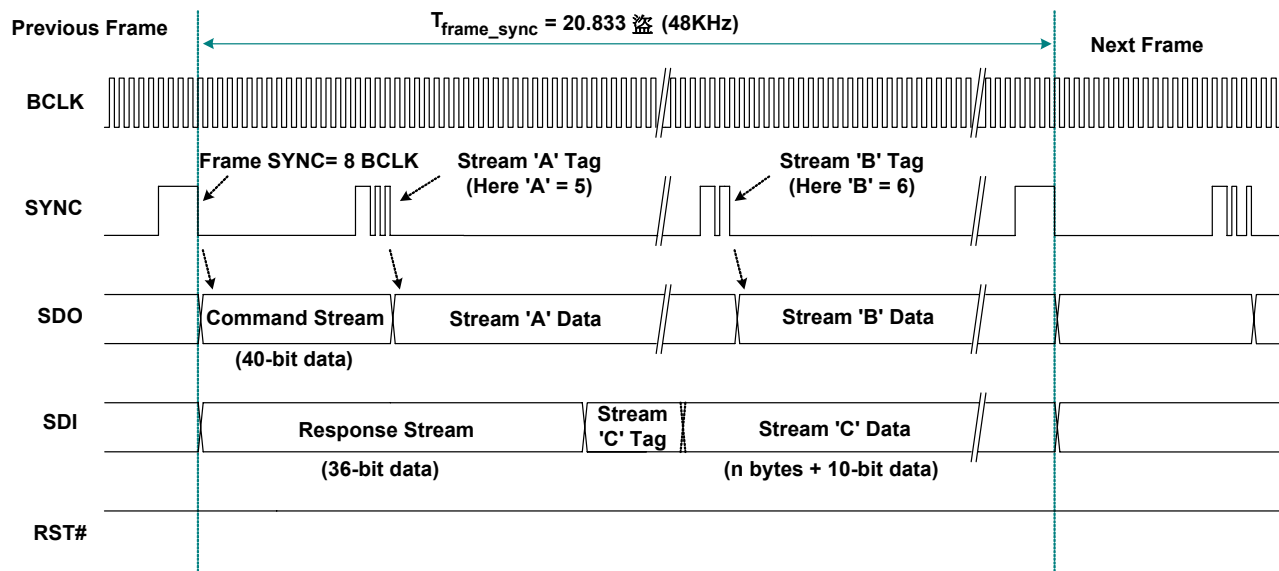 T_frame_sync = 20.833 盜 (48KHz)
Previous Frame
Next Frame
BCLK
Frame SYNC= 8 BCLK
Stream 'A' Tag
(Here 'A' = 5)
Stream 'B' Tag
(Here 'B' = 6)
SYNC
SDO
Command Stream
Stream 'A' Data
Stream 'B' Data
(40-bit data)
SDI
Response Stream
Stream
'C' Tag
Stream 'C' Data
(36-bit data)
(n bytes + 10-bit data)
RST#